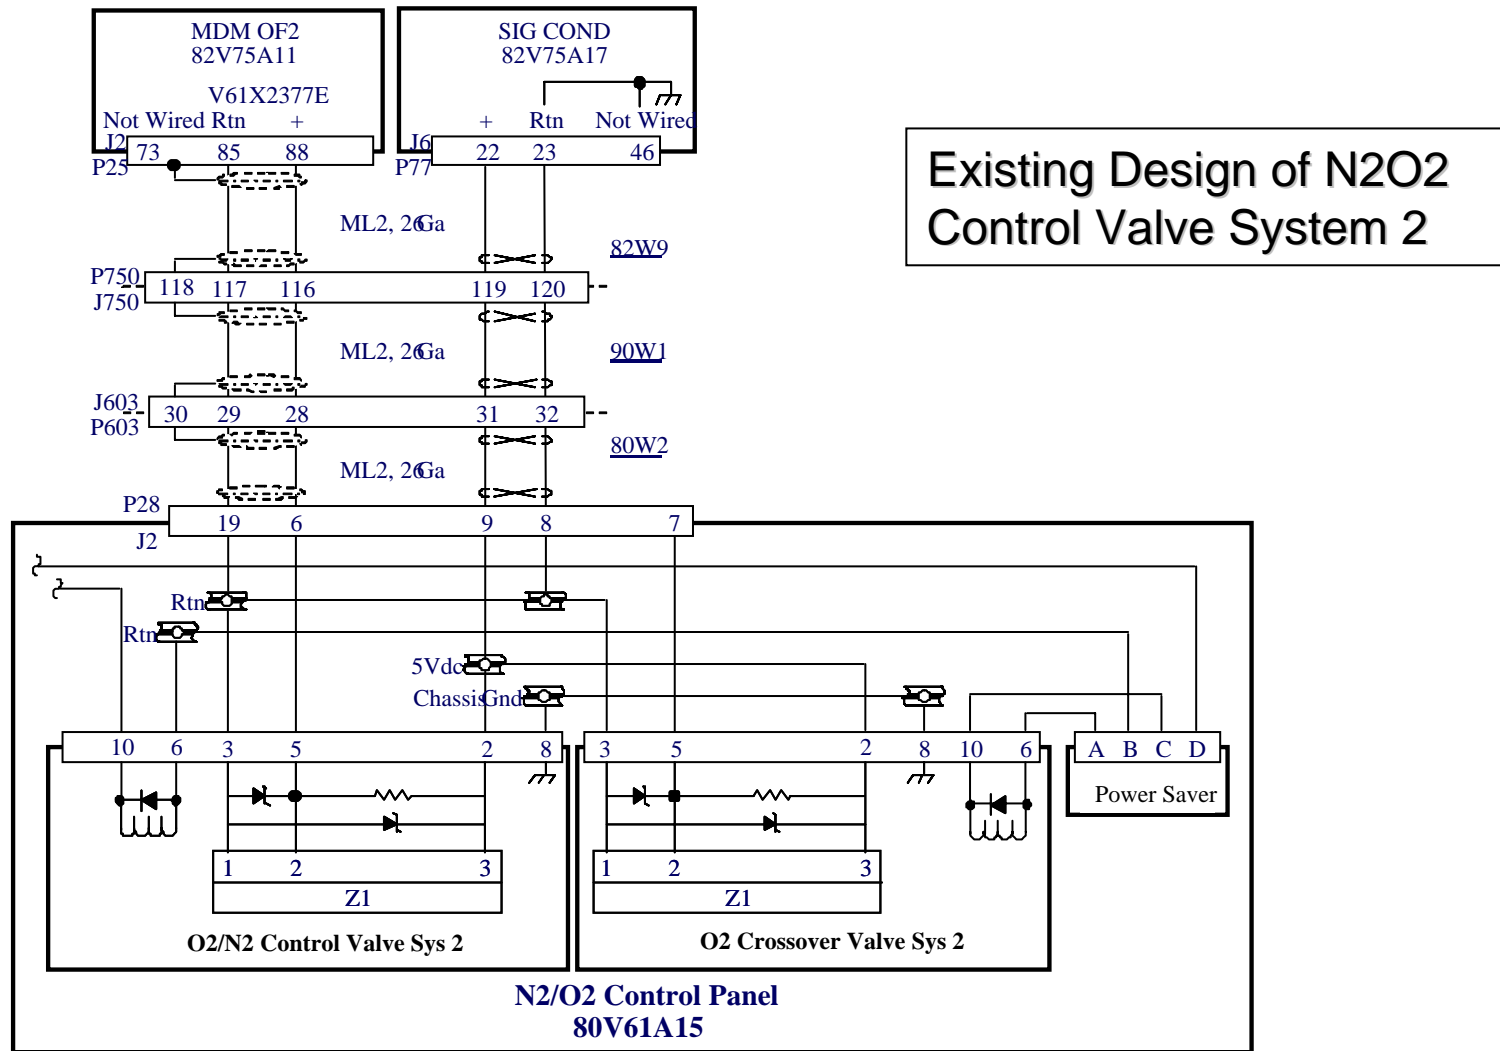 MDM OF2
82V75A11
V61X2377E
Not Wired Rtn +
J2
73 85 88
P25
SIG COND
82V75A17
+ Rtn Not Wired
J6
22 23 46
P77
Existing Design of N2O2
Control Valve System 2
ML2, 26Ga
82W9
P750
118 117 116 119 120
J750
ML2, 26Ga
90W1
J603
30 29 28 31 32
P603
80W2
ML2, 26Ga
P28
19 6 9 8 7
J2
Rtn
Rtn
5Vdc
ChassisGnd
10 6 3 5 2 8
3 5 2 8 10 6
A B C D
Power Saver
1 2 3
Z1
O2/N2 Control Valve Sys 2
1 2 3
Z1
O2 Crossover Valve Sys 2
N2/O2 Control Panel
80V61A15